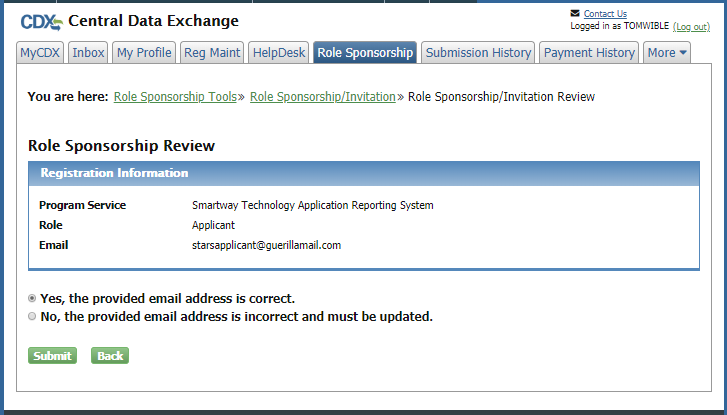 CDX Central Data Exchange
Contact Us
Logged in as TOMWIBLE (Log out)
MyCDX Inbox My Profile Reg Maint HelpDesk Role Sponsorship Submission History Payment History More
You are here: Role Sponsorship Tools» Role Sponsorship/Invitation» Role Sponsorship/Invitation Review
Role Sponsorship Review
Registration Information
Program Service Smartway Technology Application Reporting System
Role Applicant
Email starsapplicant@guerillamail.com
Yes, the provided email address is correct.
No, the provided email address is incorrect and must be updated.
Submit Back